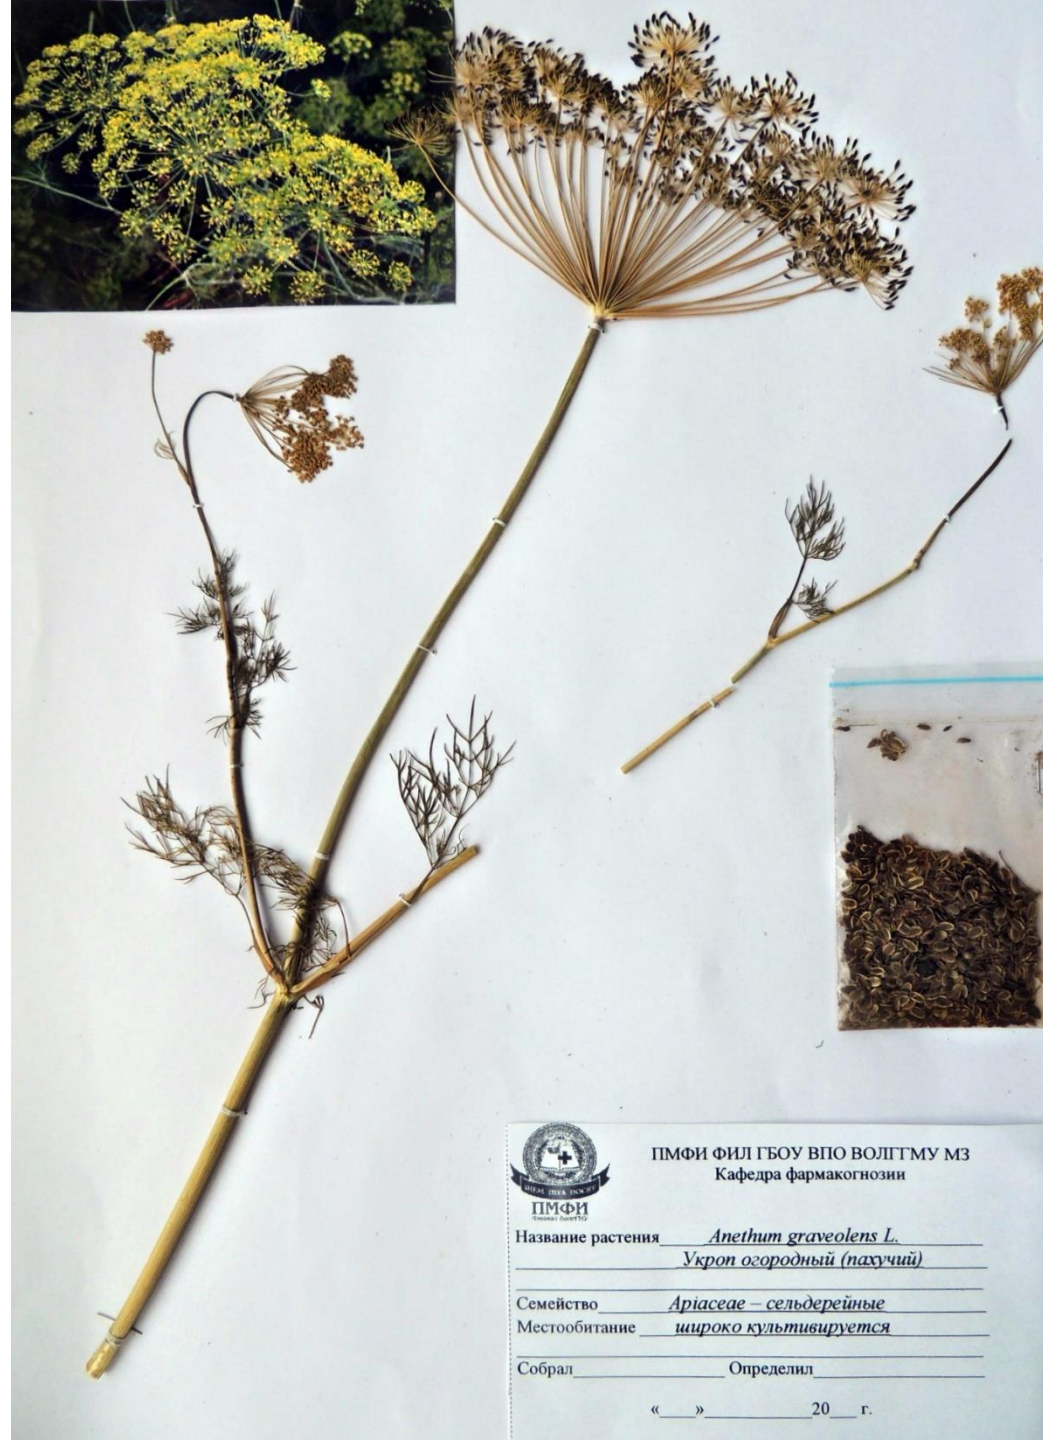 ПМФИ ФИЛ ГБОУ ВПО ВОЛГГМУ МЗ
Кафедра фармакогнозии
ПМФИ
Название растения Anethum graveolens L.
Укроп огородный (пахучий)
Семейство Apiaceae – сельдерейные
Местообитание широко культивируется
Собрал Определил
«    » 20 г.